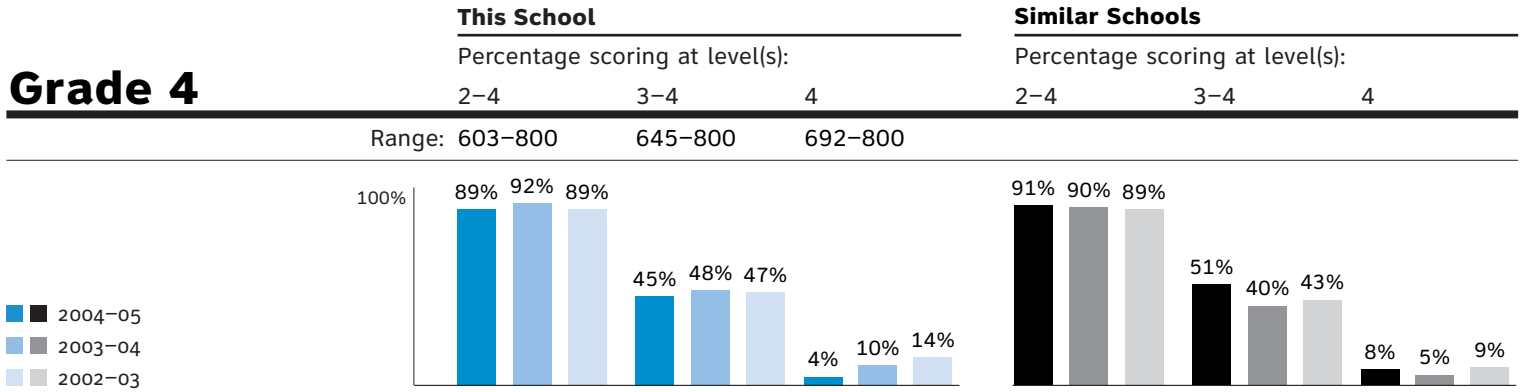 This School Similar Schools
Percentage scoring at level(s): Percentage scoring at level(s):
Grade 4 2–4 3–4 4 2–4 3–4 4
Range: 603–800 645–800 692–800
100% 89% 92% 89% 45% 48% 47% 4% 10% 14% 91% 90% 89% 51% 40% 43% 8% 5% 9%
2004–05
2003–04
2002–03